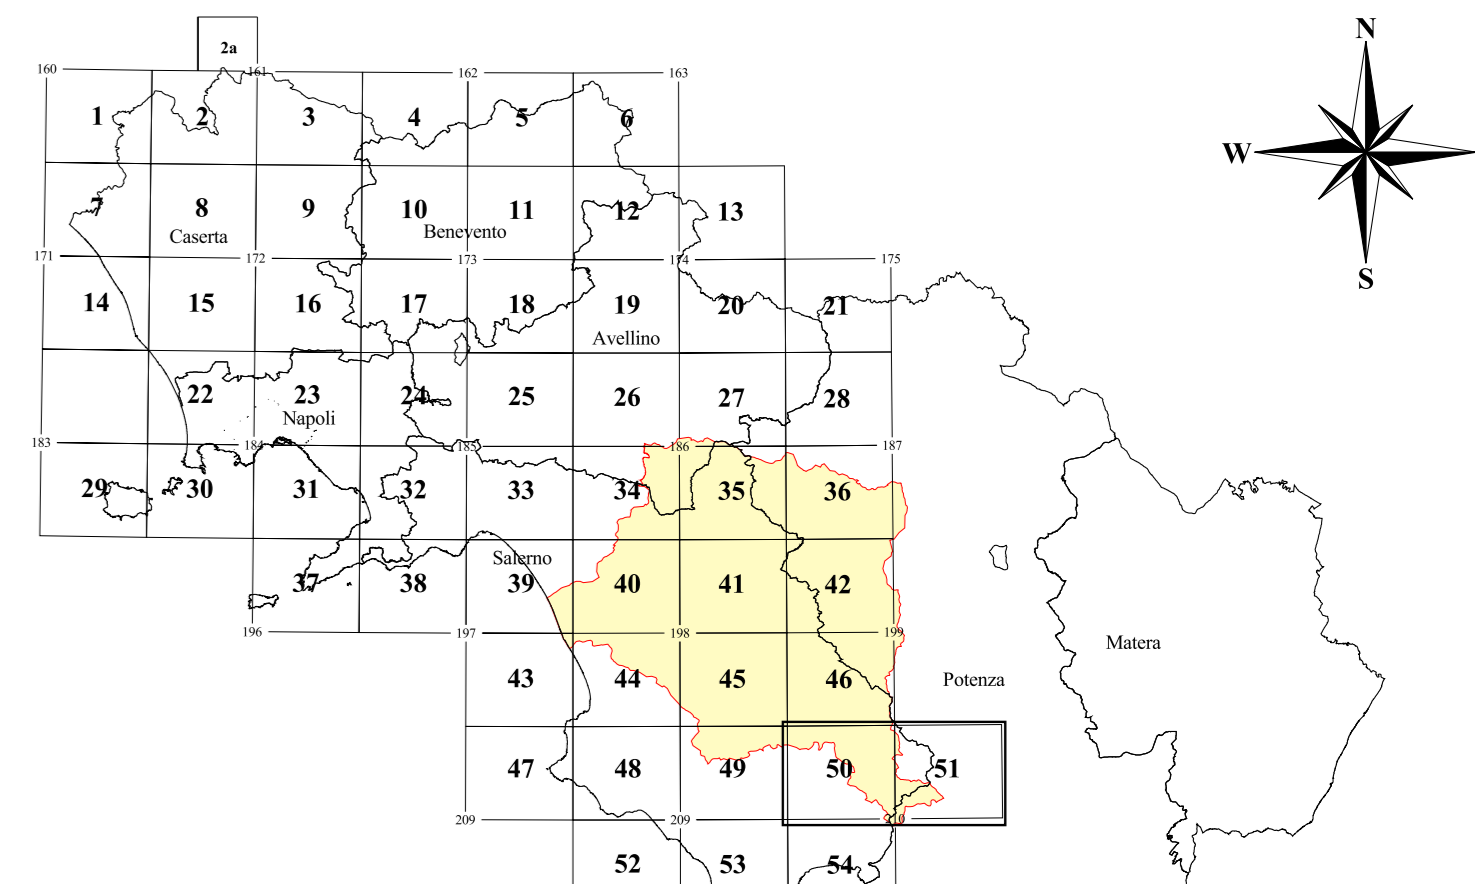 N
2a
160 161 162 163
1 2 3 4 5 6
W
7 8 9 10 11 12 13
Caserta Benevento
171 172 173 174 175
S
14 15 16 17 18 19 20 21
Avellino
22 23 24 25 26 27 28
Napoli
183 184 185 186 187
29 30 31 32 33 34 35 36
Salerno
37 38 39 40 41 42
196 197 198 199
Matera
43 44 45 46 Potenza
47 48 49 50 51
209 209 210
52 53 54